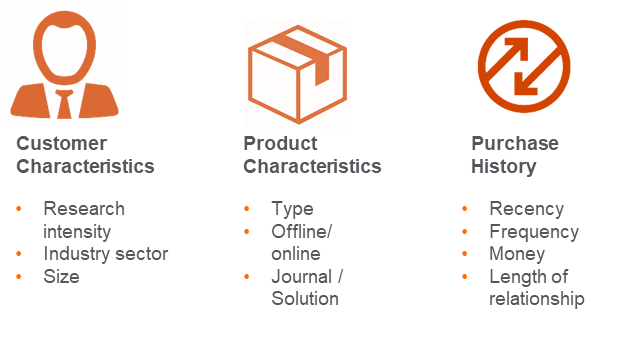 Customer
Characteristics
• Research
intensity
• Industry sector
• Size
Product
Characteristics
• Type
• Offline/
online
• Journal /
Solution
Purchase
History
• Recency
• Frequency
• Money
• Length of
relationship